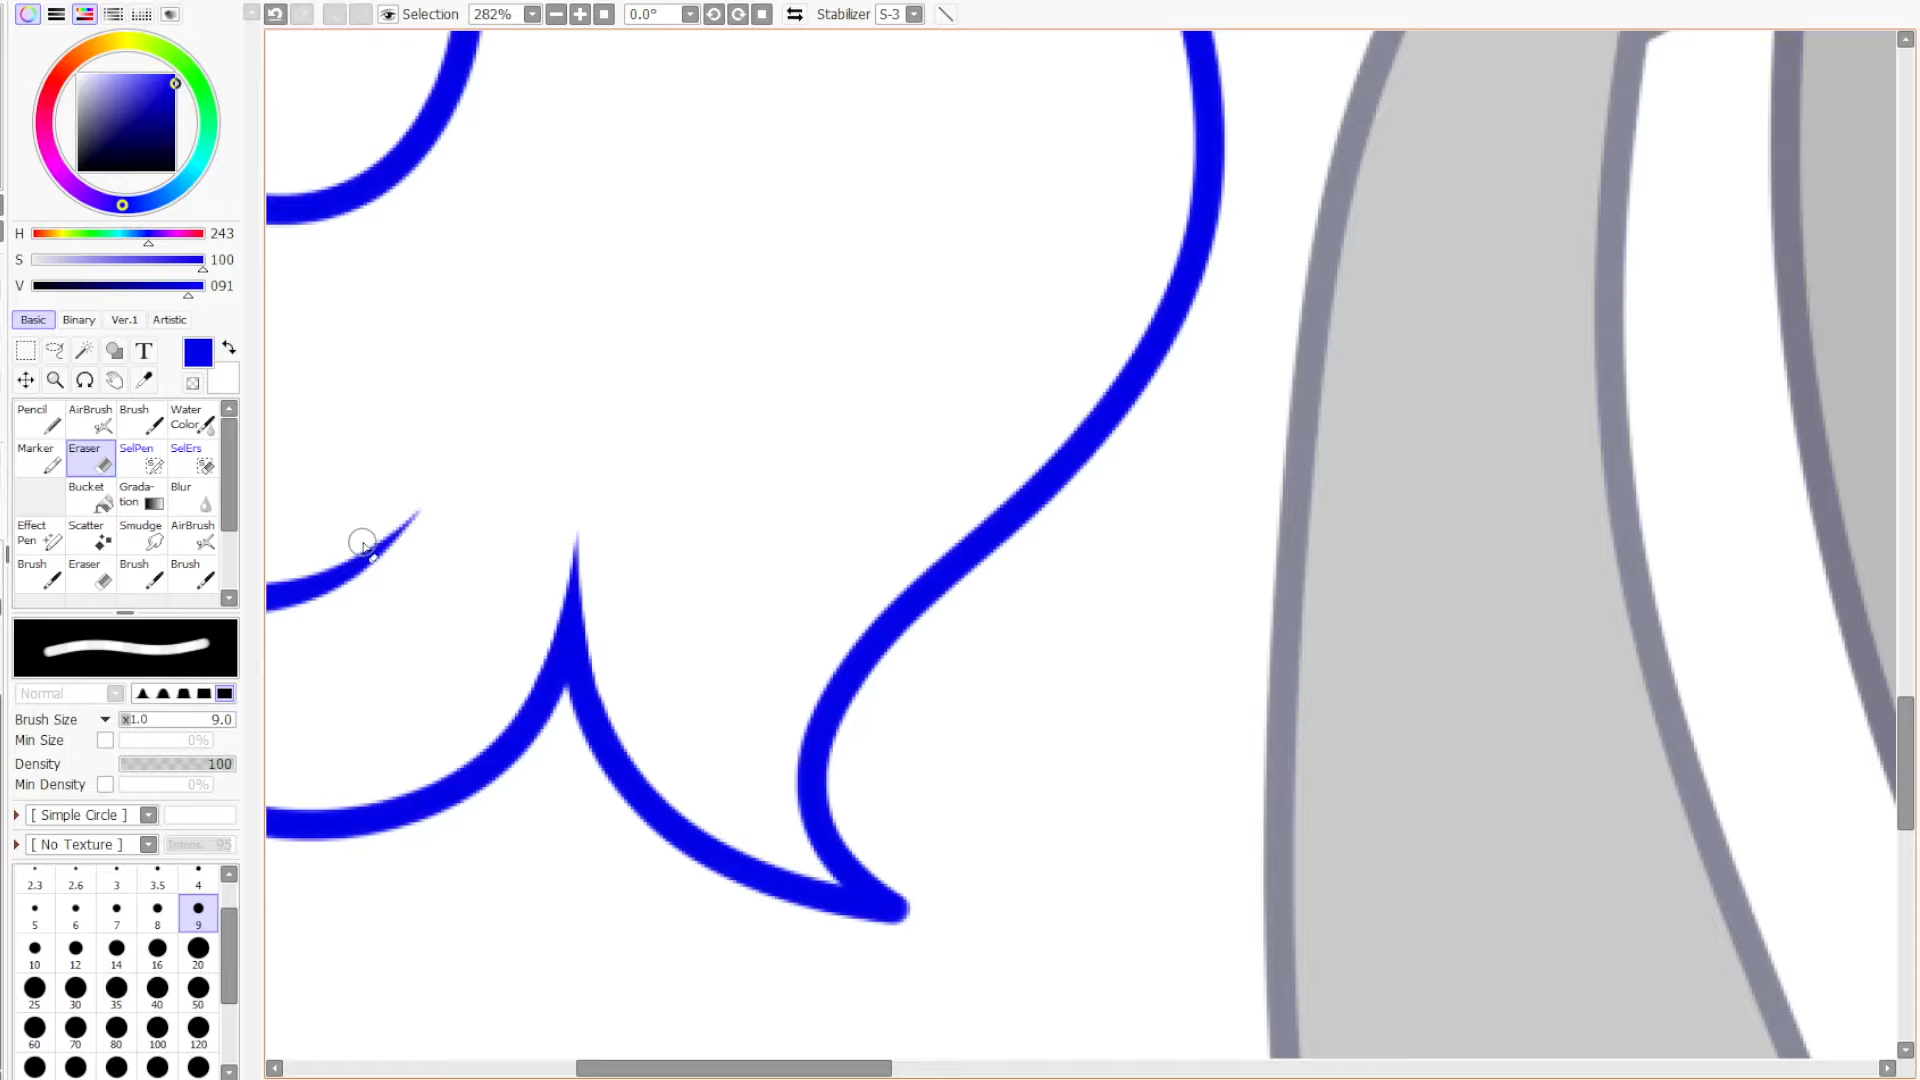 Selection 282% 0.0° Stabilizer S-3
H 243
S 100
V 091
Basic Binary Ver.1 Artistic
T
Pencil AirBrush Brush Water Color
Marker Eraser SelPen SelErs
Bucket Grada-tion Blur
Effect Pen Scatter Smudge AirBrush
Brush Eraser Brush Brush
Normal
Brush Size x1.0 9.0
Min Size 0%
Density 100
Min Density 0%
[ Simple Circle ]
[ No Texture ] Intens. 95
2.3 2.6 3 3.5 4
5 6 7 8 9
10 12 14 16 20
25 30 35 40 50
60 70 80 100 120